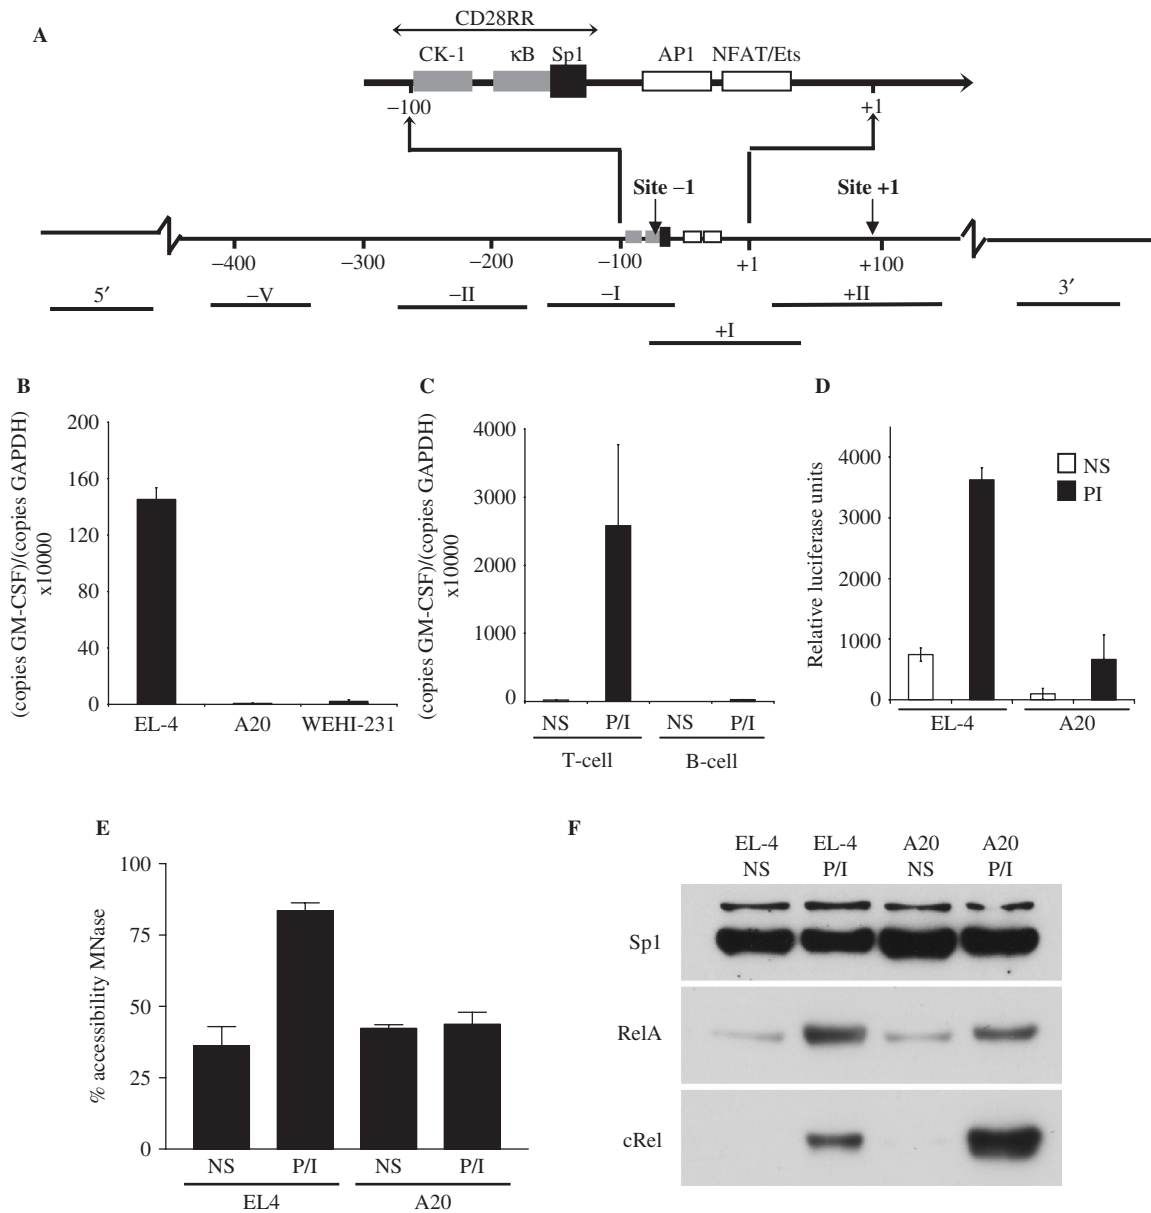 A
CD28RR
CK-1 κB Sp1 AP1 NFAT/Ets
−100 +1
Site −1 Site +1
−400 −300 −200 −100 +1 +100
5′ −V −II −I +II 3′
+I
B
(copies GM-CSF)/(copies GAPDH)
x10000
200
160
120
80
40
0
EL-4 A20 WEHI-231
C
(copies GM-CSF)/(copies GAPDH)
x10000
4000
3000
2000
1000
0
NS P/I NS P/I
T-cell B-cell
D
Relative luciferase units
4000
3000
2000
1000
0
NS
PI
EL-4 A20
E
% accessibility MNase
100
75
50
25
0
NS P/I NS P/I
EL4 A20
F
EL-4 EL-4 A20 A20
NS P/I NS P/I
Sp1
RelA
cRel